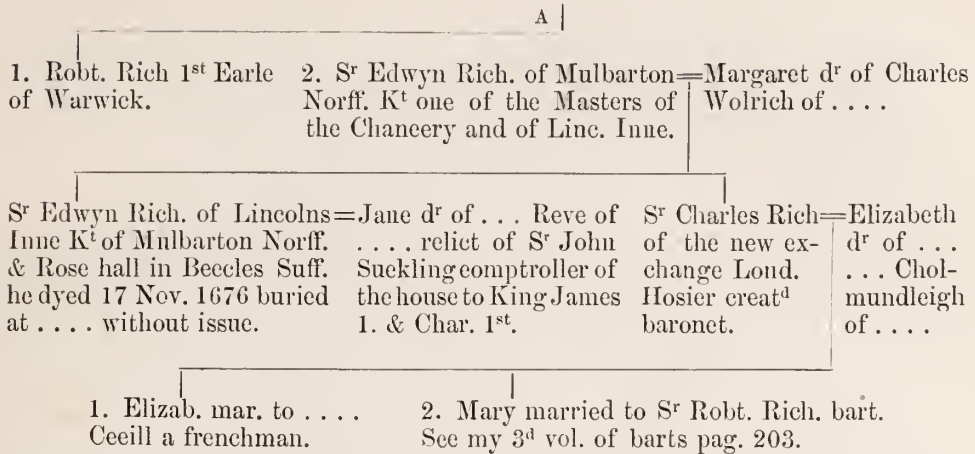 A
1. Robt. Rich 1st Earle
of Warwick.
2. Sr Edwyn Rich. of Mulbarton=Margaret dr of Charles
Norff. Kt one of the Masters of Wolrich of . . . .
the Chancery and of Linc. Inne.
Sr Edwyn Rich. of Lincolns=Jane dr of . . . Reve of
Inne Kt of Mulbarton Norff. . . . . relict of Sr John
& Rose hall in Beccles Suff. Suckling comptroller of
he dyed 17 Nov. 1676 buried the house to King James
at . . . . without issue. 1. & Char. 1st.
Sr Charles Rich=Elizabeth
of the new ex- dr of . . .
change Lond. . . . Chol-
Hosier creatd mundleigh
baronet. of . . . .
1. Elizab. mar. to . . . .
Ceeill a frenchman.
2. Mary married to Sr Robt. Rich. bart.
See my 3d vol. of barts pag. 203.